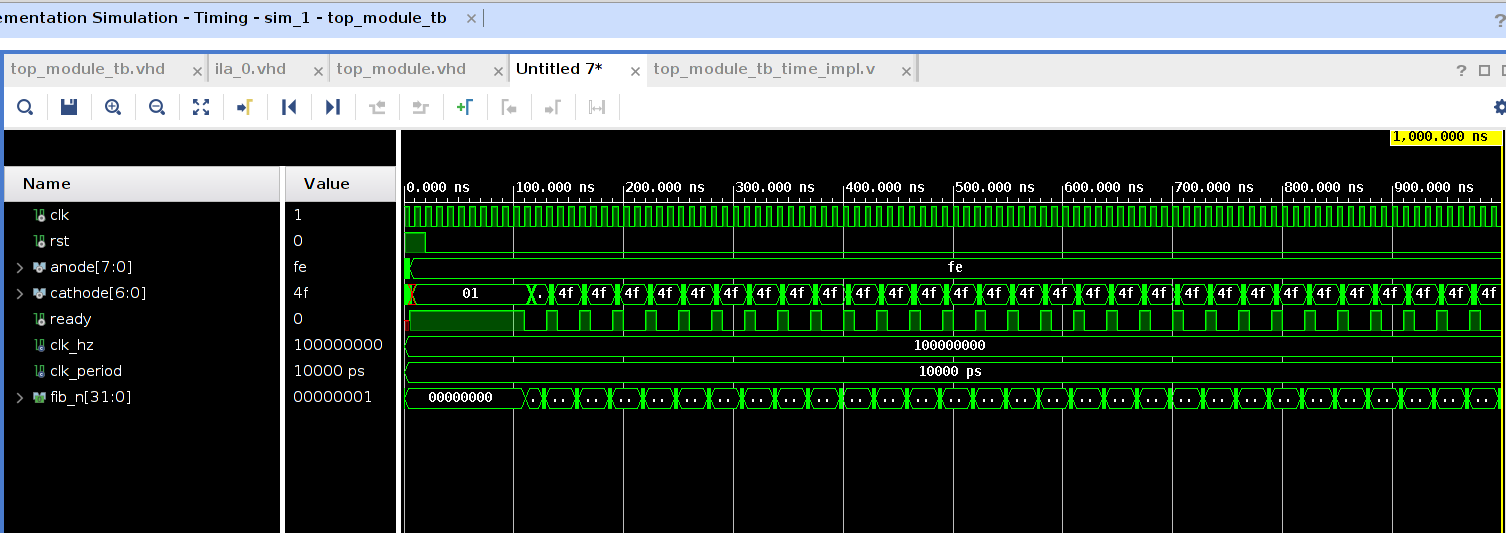 ementation Simulation - Timing - sim_1 - top_module_tb
top_module_tb.vhd ila_0.vhd top_module.vhd Untitled 7* top_module_tb_time_impl.v
1,000.000 ns
Name Value
0.000 ns 100.000 ns 200.000 ns 300.000 ns 400.000 ns 500.000 ns 600.000 ns 700.000 ns 800.000 ns 900.000 ns
clk 1
rst 0
anode[7:0] fe fe
cathode[6:0] 4f 01 . 4f 4f 4f 4f 4f 4f 4f 4f 4f 4f 4f 4f 4f 4f 4f 4f 4f 4f 4f 4f 4f 4f 4f 4f 4f 4f 4f 4f 4f
ready 0
clk_hz 100000000 100000000
clk_period 10000 ps 10000 ps
fib_n[31:0] 00000001 00000000 . .. .. .. .. .. .. .. .. .. .. .. .. .. .. .. .. .. .. .. .. .. .. .. .. .. .. .. .. ..